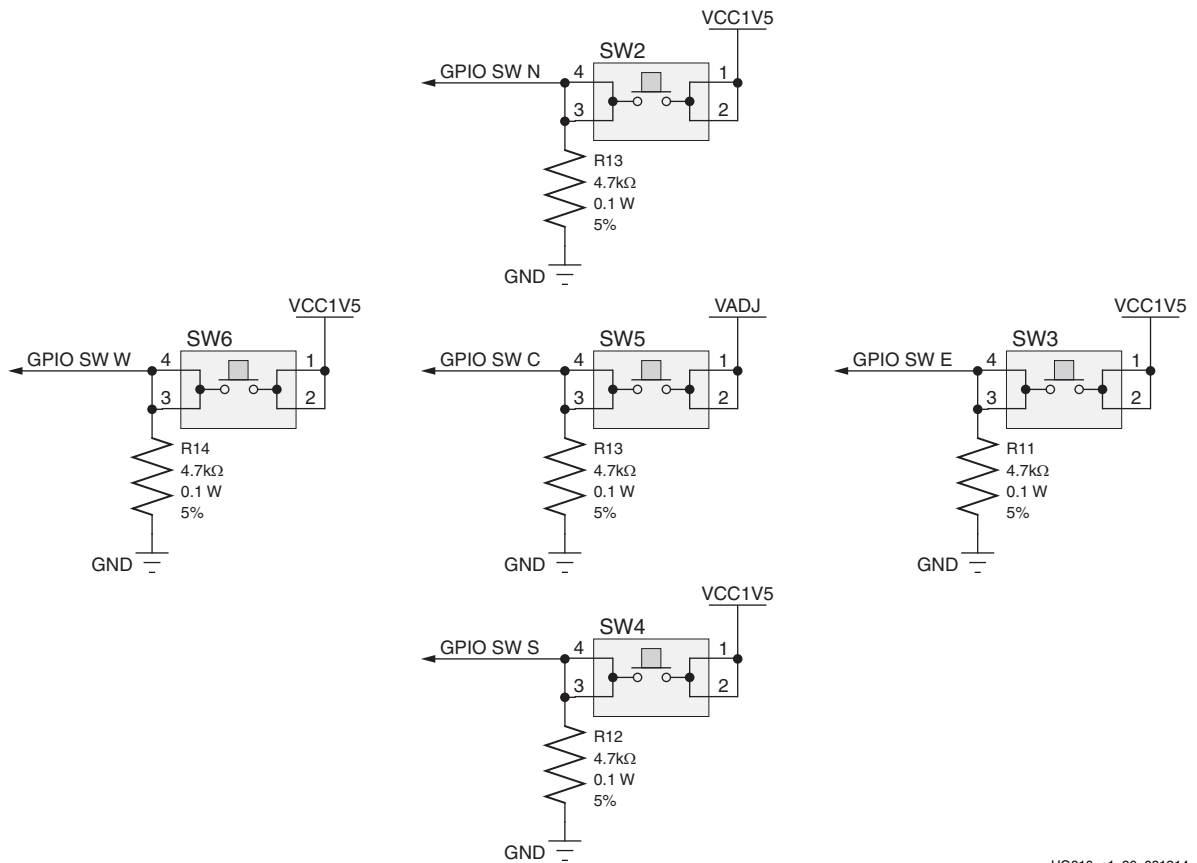 VCC1V5
SW2
GPIO SW N
4
1
3
2
R13
4.7kΩ
0.1 W
5%
GND
VCC1V5
SW6
GPIO SW W
4
1
3
2
R14
4.7kΩ
0.1 W
5%
GND
VADJ
SW5
GPIO SW C
4
1
3
2
R13
4.7kΩ
0.1 W
5%
GND
VCC1V5
SW3
GPIO SW E
4
1
3
2
R11
4.7kΩ
0.1 W
5%
GND
VCC1V5
SW4
GPIO SW S
4
1
3
2
R12
4.7kΩ
0.1 W
5%
GND